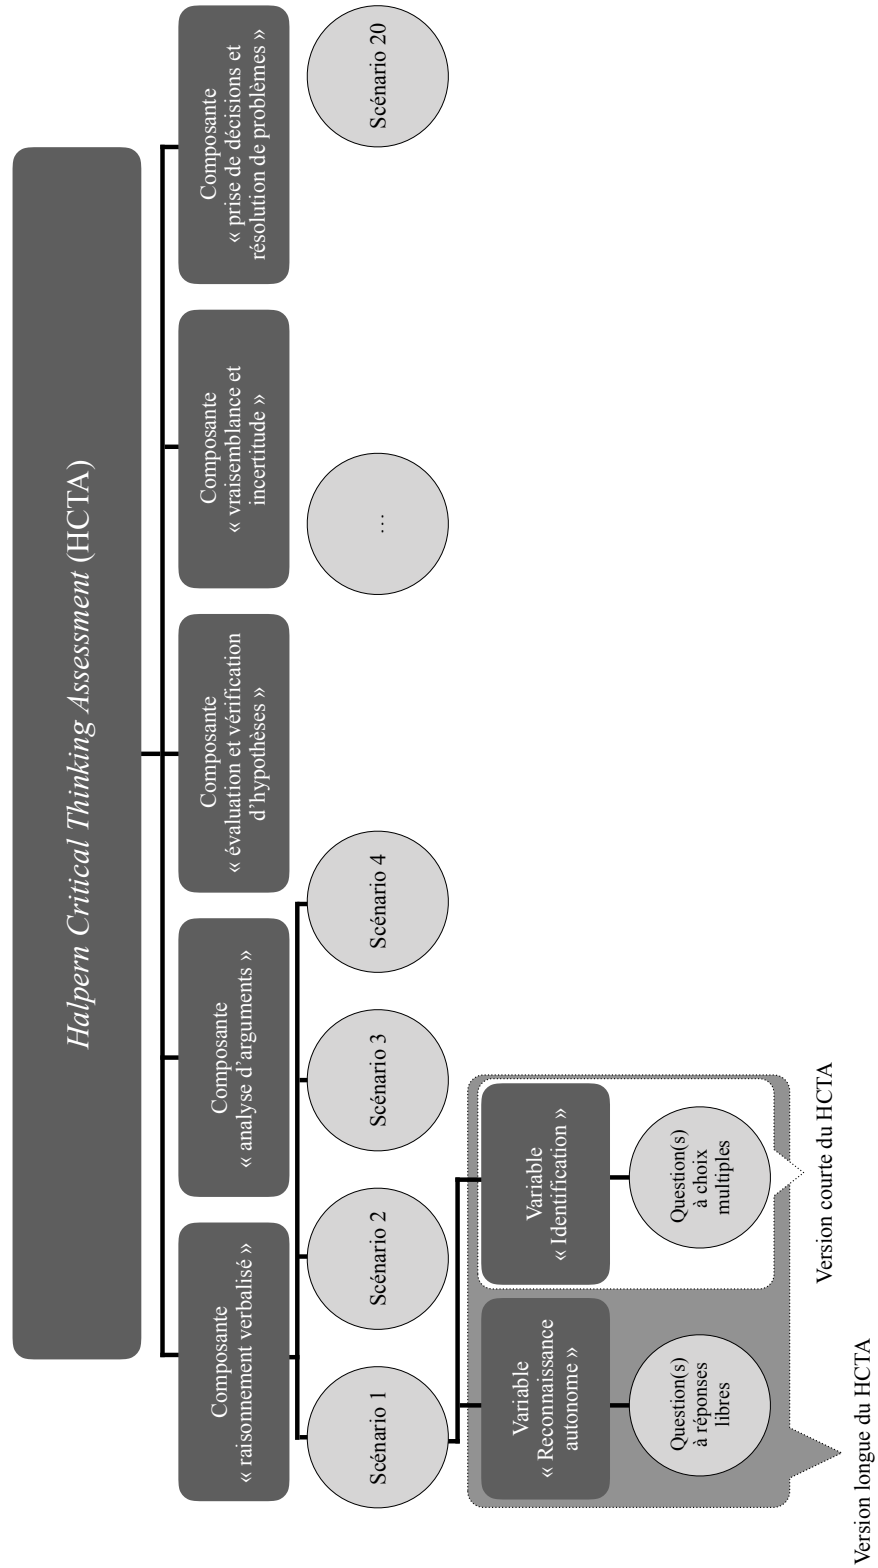 Halpern Critical Thinking Assessment (HCTA)
Composante
« raisonnement verbalisé »
Composante
« analyse d’arguments »
Composante
« évaluation et vérification
d’hypothèses »
Composante
« vraisemblance et
incertitude »
Composante
« prise de décisions et
résolution de problèmes »
Scénario 1
Scénario 2
Scénario 3
Scénario 4
…
Scénario 20
Variable
« Reconnaissance
autonome »
Variable
« Identification »
Question(s)
à réponses
libres
Question(s)
à choix
multiples
Version longue du HCTA
Version courte du HCTA